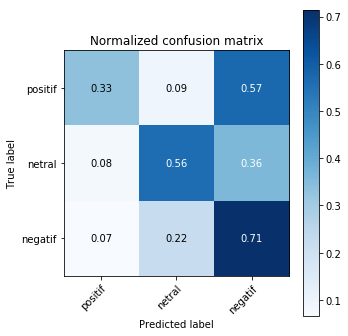 Normalized confusion matrix
True label
positif 0.33 0.09 0.57
netral 0.08 0.56 0.36
negatif 0.07 0.22 0.71
positif netral negatif
Predicted label
0.7
0.6
0.5
0.4
0.3
0.2
0.1